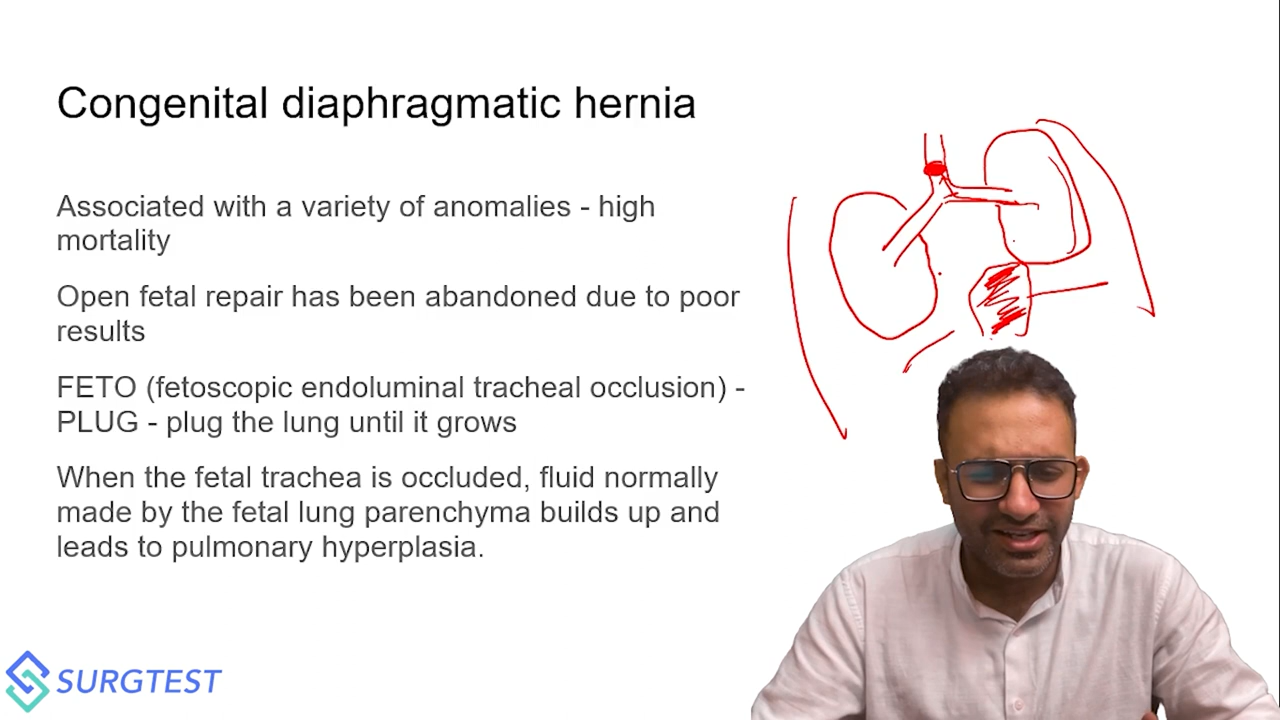 Congenital diaphragmatic hernia
Associated with a variety of anomalies - high
mortality
Open fetal repair has been abandoned due to poor
results
FETO (fetoscopic endoluminal tracheal occlusion) -
PLUG - plug the lung until it grows
When the fetal trachea is occluded, fluid normally
made by the fetal lung parenchyma builds up and
leads to pulmonary hyperplasia.
SURGTEST